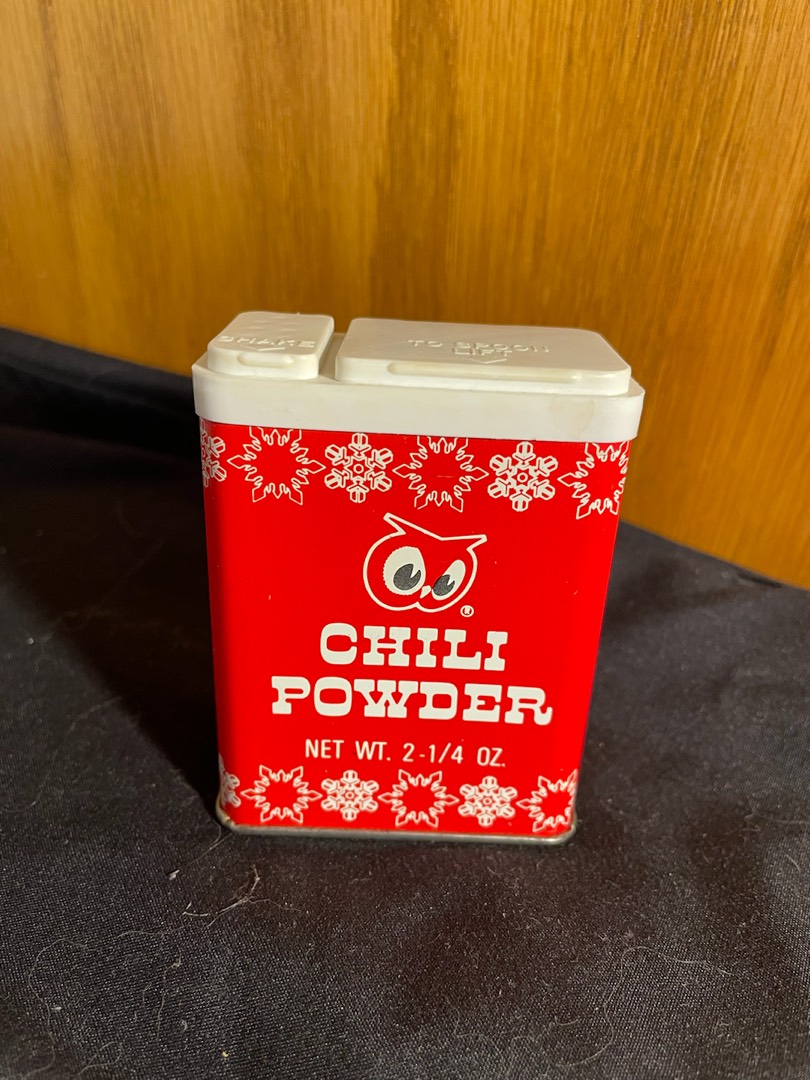 SHAKE
TO SPOON
LIFT
®
CHILI
POWDER
NET WT. 2-1/4 OZ.